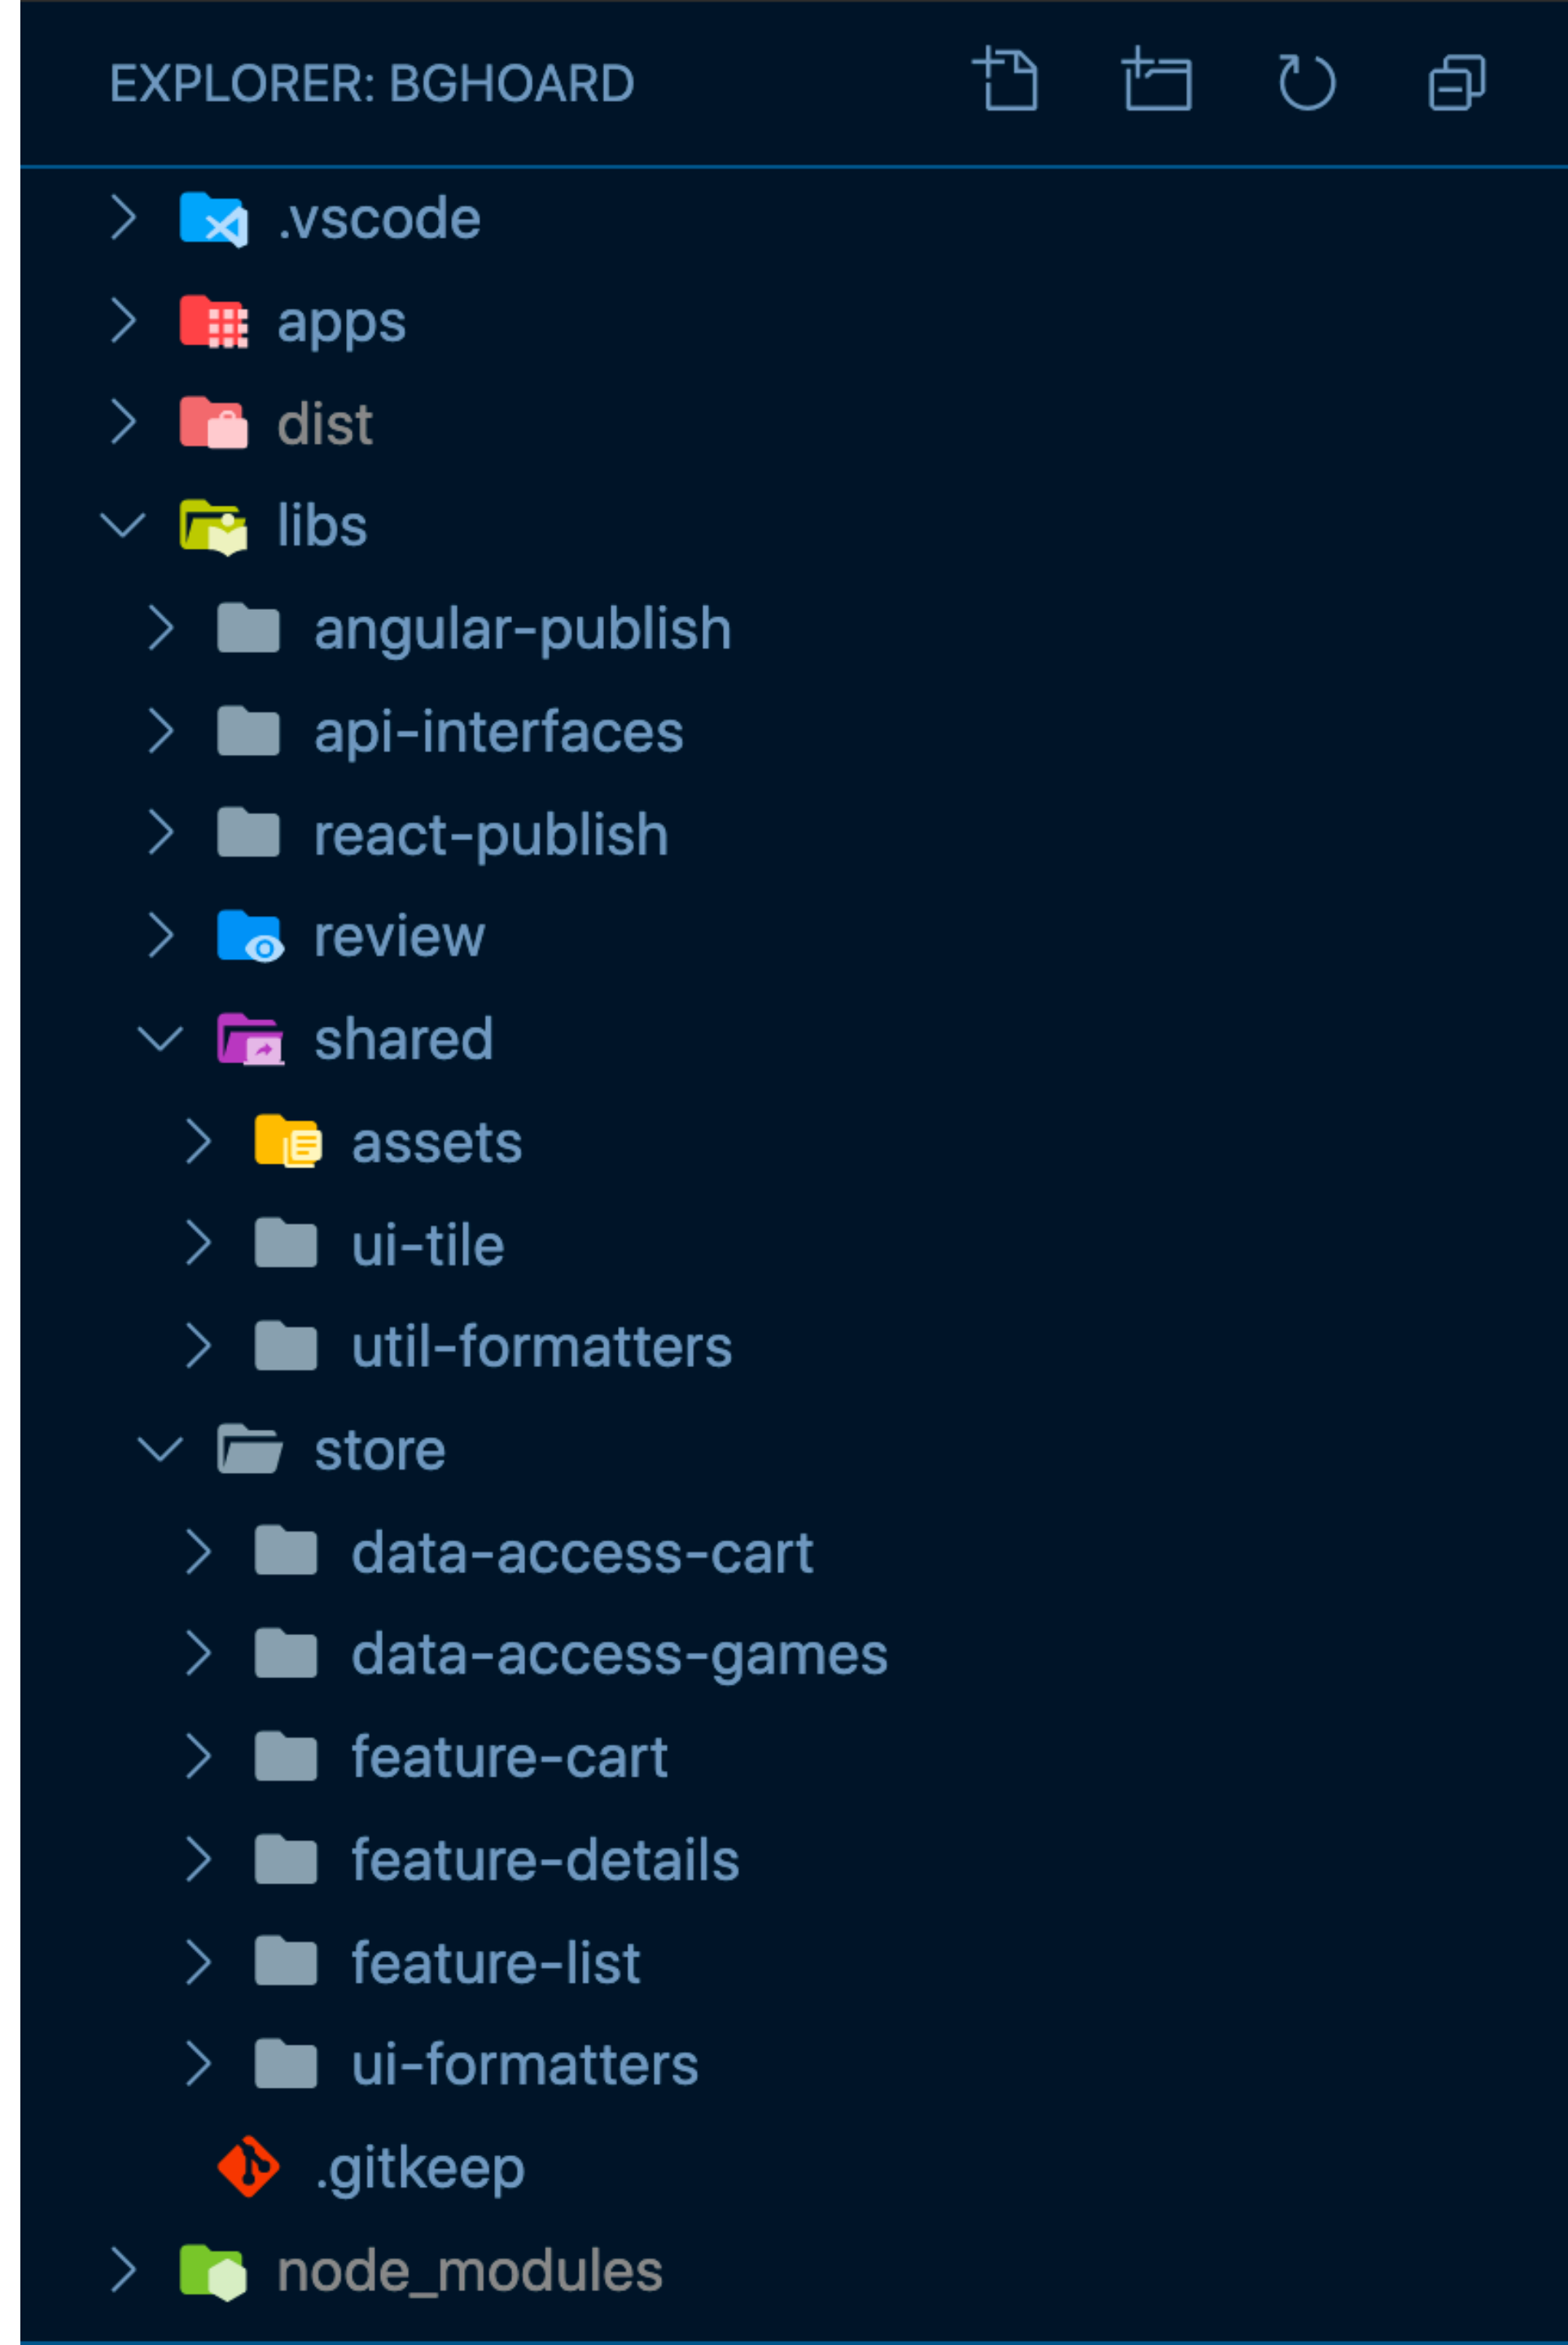 EXPLORER: BGHOARD
.vscode
apps
dist
libs
angular-publish
api-interfaces
react-publish
review
shared
assets
ui-tile
util-formatters
store
data-access-cart
data-access-games
feature-cart
feature-details
feature-list
ui-formatters
.gitkeep
node_modules